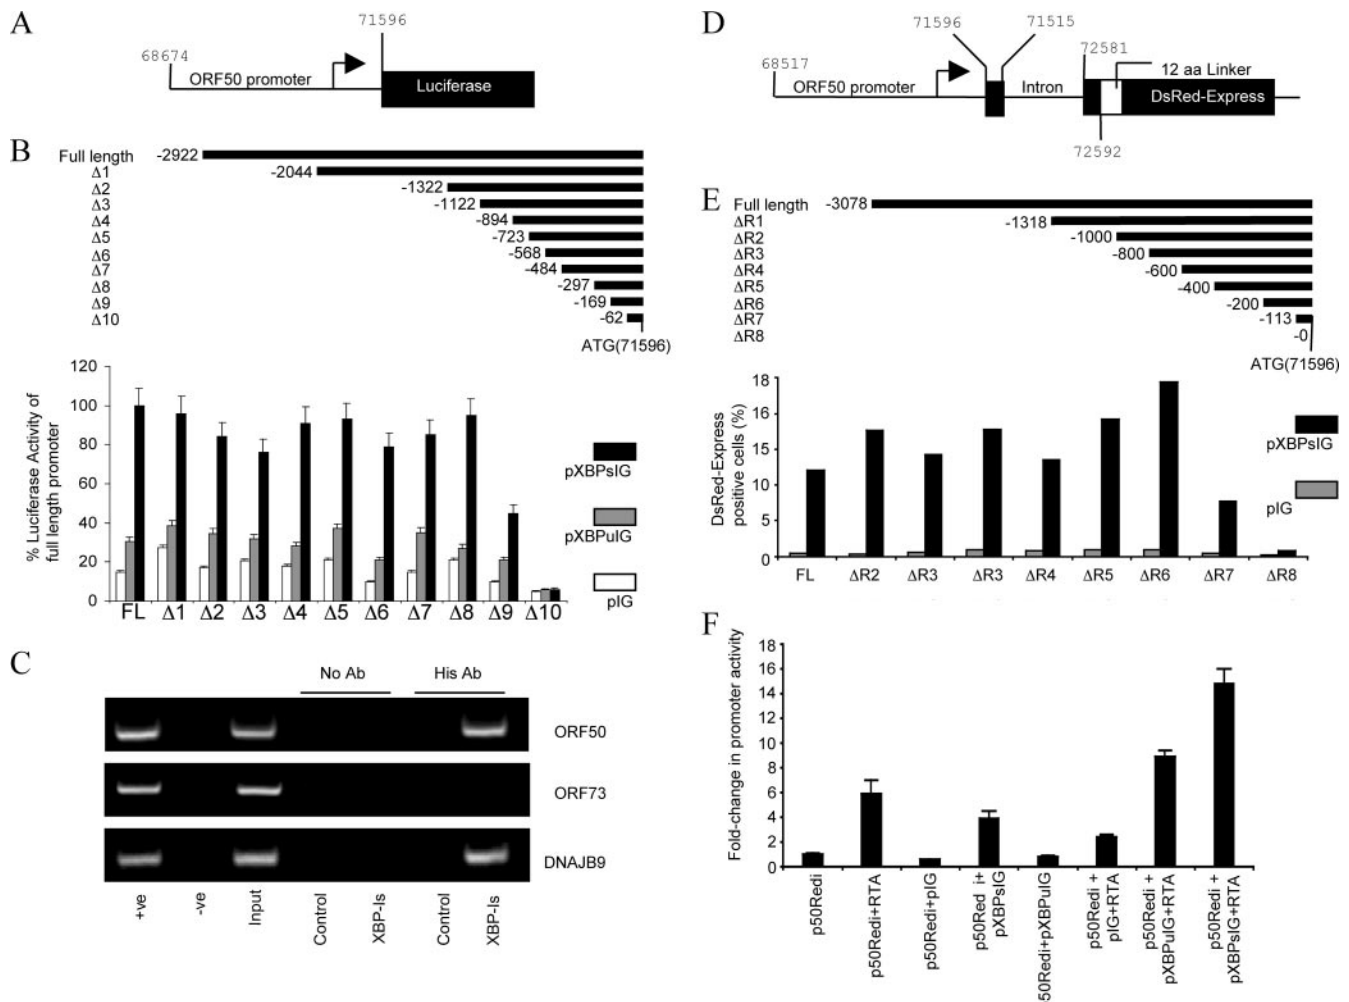 A
68674
71596
ORF50 promoter
Luciferase
B
Full length
-2922
Δ1
-2044
Δ2
-1322
Δ3
-1122
Δ4
-894
Δ5
-723
Δ6
-568
Δ7
-484
Δ8
-297
Δ9
-169
Δ10
-62
ATG(71596)
% Luciferase Activity of
full length promoter
120
100
80
60
40
20
0
FL Δ1 Δ2 Δ3 Δ4 Δ5 Δ6 Δ7 Δ8 Δ9 Δ10
pXBPsIG
pXBPuIG
pIG
C
No Ab
His Ab
ORF50
ORF73
DNAJB9
+ve
-ve
Input
Control
XBP-Is
Control
XBP-Is
D
68517
71596
71515
72581
ORF50 promoter
Intron
12 aa Linker
DsRed-Express
72592
E
Full length
-3078
ΔR1
-1318
ΔR2
-1000
ΔR3
-800
ΔR4
-600
ΔR5
-400
ΔR6
-200
ΔR7
-113
ΔR8
-0
ATG(71596)
DsRed-Express
positive cells (%)
18
16
15
10
5
0
FL ΔR2 ΔR3 ΔR3 ΔR4 ΔR5 ΔR6 ΔR7 ΔR8
pXBPsIG
pIG
F
Fold-change in promoter activity
18
16
14
12
10
8
6
4
2
0
p50Redi
p50Redi+RTA
p50Redi+pIG
p50Red i+
pXBPsIG
50Redi+pXBPuIG
p50Redi +
pIG+RTA
p50Redi +
pXBPuIG+RTA
p50Redi +
pXBPsIG+RTA